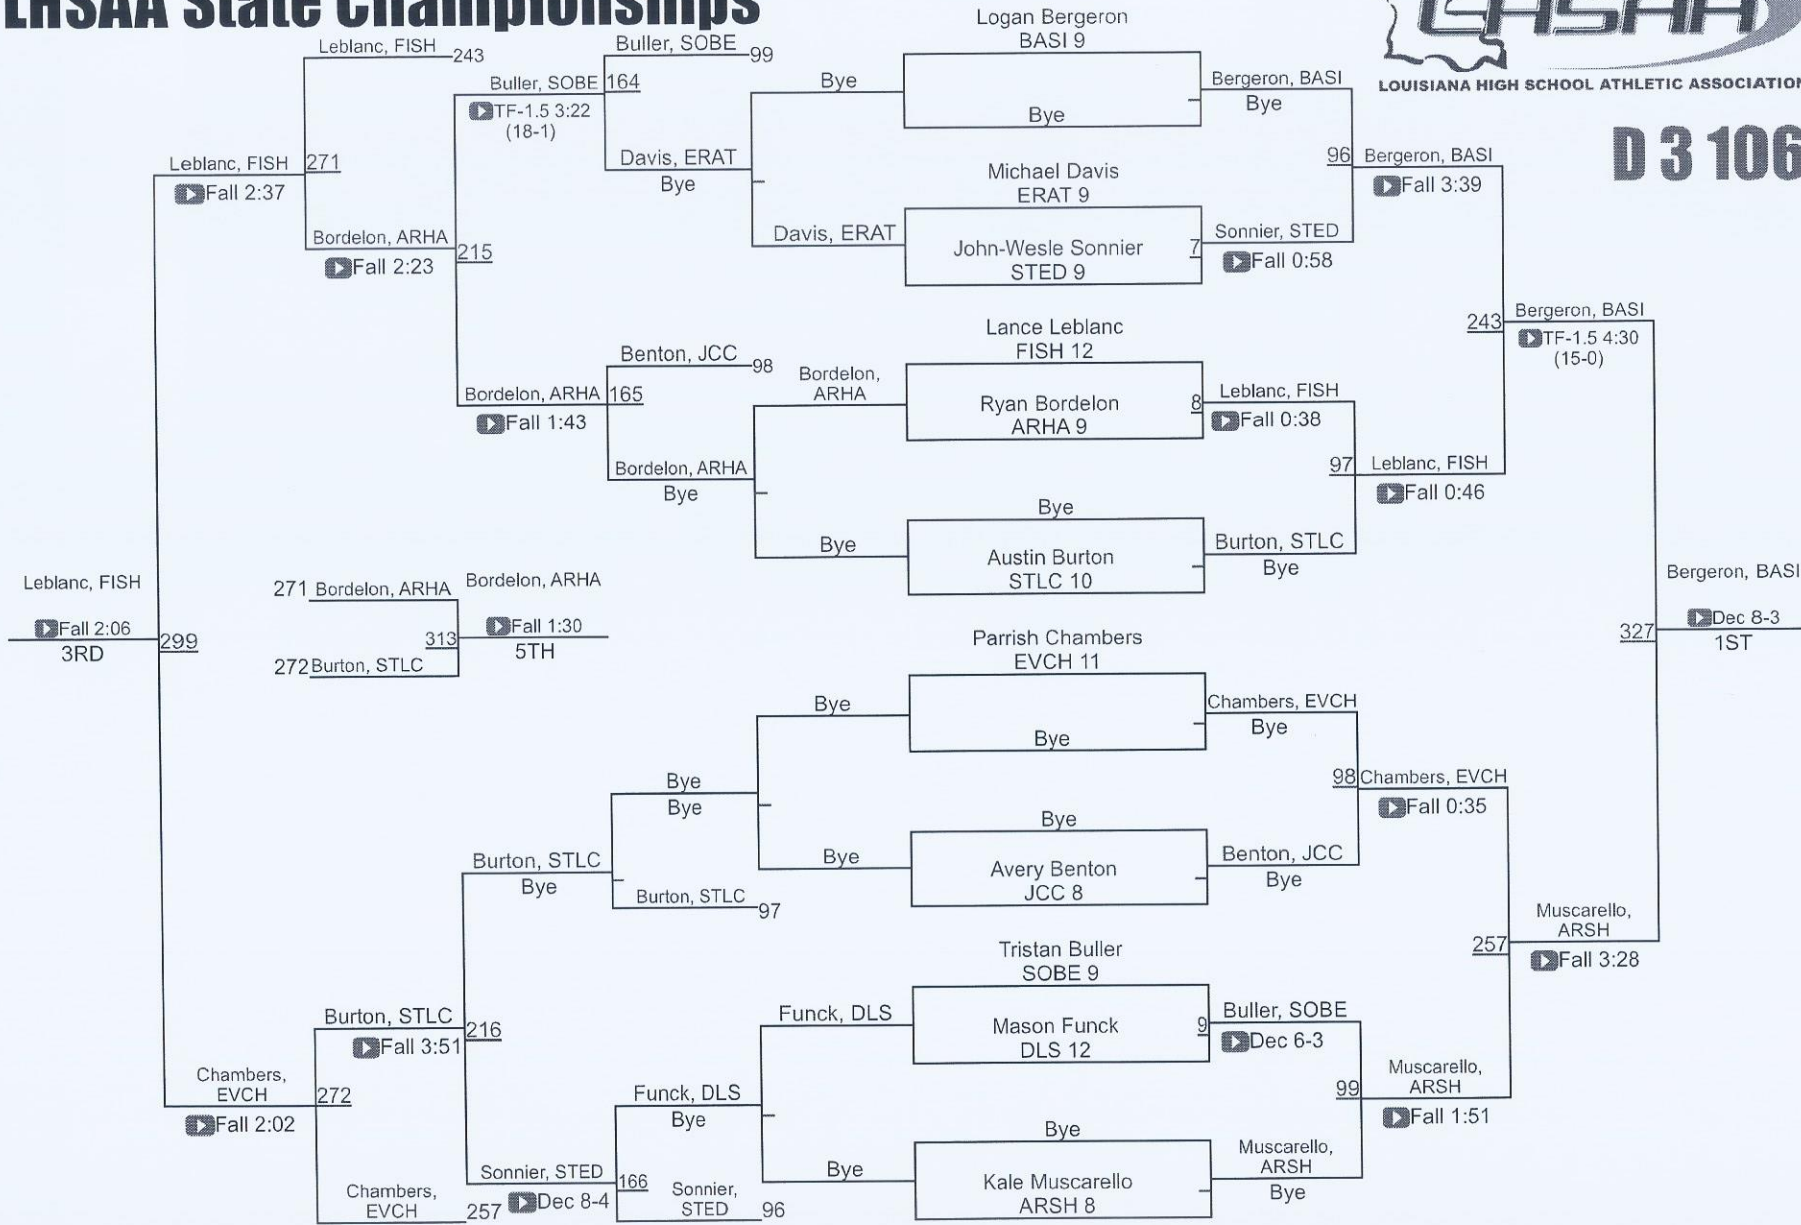 LHSAA State Championships
LHSAA
LOUISIANA HIGH SCHOOL ATHLETIC ASSOCIATION
D 3 106
Leblanc, FISH
243
Buller, SOBE
99
Buller, SOBE
164
TF-1.5 3:22
(18-1)
Davis, ERAT
Bye
Leblanc, FISH
271
Fall 2:37
Bordelon, ARHA
215
Fall 2:23
Benton, JCC
98
Bordelon, ARHA
165
Fall 1:43
Bordelon, ARHA
Bye
Bye
Davis, ERAT
Bordelon,
ARHA
Bye
Logan Bergeron
BASI 9
Bye
Michael Davis
ERAT 9
John-Wesle Sonnier
STED 9
7
Lance Leblanc
FISH 12
Ryan Bordelon
ARHA 9
8
Bye
Austin Burton
STLC 10
Bergeron, BASI
Bye
96
Sonnier, STED
Fall 0:58
Bergeron, BASI
Fall 3:39
Leblanc, FISH
Fall 0:38
97
Burton, STLC
Bye
Leblanc, FISH
Fall 0:46
243
Bergeron, BASI
TF-1.5 4:30
(15-0)
Leblanc, FISH
Fall 2:06
3RD
299
271 Bordelon, ARHA
272 Burton, STLC
313
Bordelon, ARHA
Fall 1:30
5TH
327
Bergeron, BASI
Dec 8-3
1ST
Parrish Chambers
EVCH 11
Bye
Bye
Avery Benton
JCC 8
Tristan Buller
SOBE 9
Mason Funck
DLS 12
9
Bye
Kale Muscarello
ARSH 8
Chambers, EVCH
Bye
98
Benton, JCC
Bye
Chambers, EVCH
Fall 0:35
Buller, SOBE
Dec 6-3
99
Muscarello,
ARSH
Bye
Muscarello,
ARSH
Fall 1:51
257
Muscarello,
ARSH
Fall 3:28
Bye
Bye
Bye
Bye
Burton, STLC
97
Burton, STLC
Bye
Funck, DLS
Bye
Funck, DLS
Bye
Burton, STLC
216
Fall 3:51
Sonnier, STED
166
Dec 8-4
Sonnier,
STED
96
Chambers,
EVCH
272
Fall 2:02
Chambers,
EVCH
257